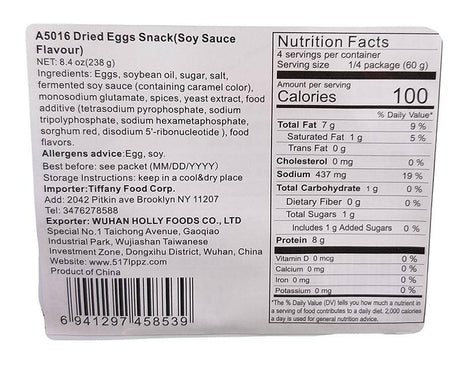 A5016 Dried Eggs Snack(Soy Sauce
Flavour)
NET: 8.4 oz(238 g)
Ingredients: Eggs, soybean oil, sugar, salt,
fermented soy sauce (containing caramel color),
monosodium glutamate, spices, yeast extract, food
additive (tetrasodium pyrophosphate, sodium
tripolyphosphate, sodium hexametaphosphate,
sorghum red, disodium 5'-ribonucleotide ), food
flavors.
Allergens advice:Egg, soy.
Best before: see packet (MM/DD/YYYY)
Storage Instructions: keep in a cool&dry place
Importer:Tiffany Food Corp.
Add: 2042 Pitkin ave Brooklyn NY 11207
Tel: 3476278588
Exporter: WUHAN HOLLY FOODS CO., LTD
Special No.1 Taichong Avenue, Gaoqiao
Industrial Park, Wujiashan Taiwanese
Investment Zone, Dongxihu District, Wuhan, China
Website: www.517lppz.com
Product of China
6 941297 458539
Nutrition Facts
4 servings per container
Serving size 1/4 package (60 g)
Amount per serving
Calories 100
% Daily Value*
Total Fat 7 g 9 %
Saturated Fat 1 g 5 %
Trans Fat 0 g
Cholesterol 0 mg 0 %
Sodium 437 mg 19 %
Total Carbohydrate 1 g 0 %
Dietary Fiber 0 g 0 %
Total Sugars 1 g
Includes 1 g Added Sugars 0 %
Protein 8 g
Vitamin D 0 mcg 0 %
Calcium 0 mg 0 %
Iron 0 mg 0 %
Potassium 0 mg 0 %
*The % Daily Value (DV) tells you how much a nutrient in
a serving of food contributes to a daily diet. 2,000 calories
a day is used for general nutrition advice.